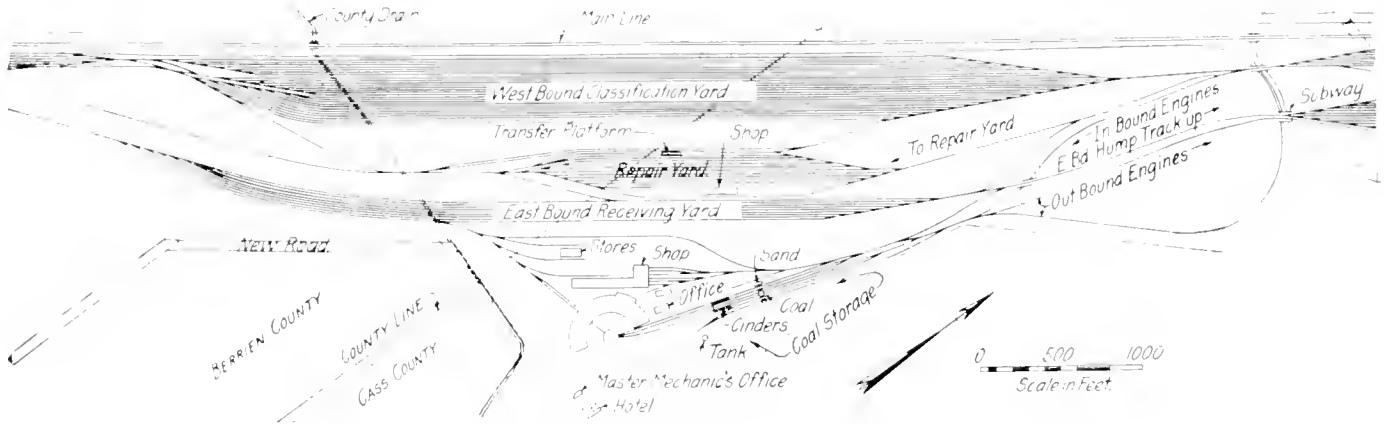 County Drain
Main Line
West Bound Classification Yard
Subway
In Bound Engines
E Bd Hump Track up
To Repair Yard
Out Bound Engines
Transfer Platform
Shop
Repair Yard.
East Bound Receiving Yard
New Road.
Stores
Shop
Sand
Office
Coal
Cinders
Coal Storage
Tank
BERRIEN COUNTY
COUNTY LINE
CASS COUNTY
0 500 1000
Scale in Feet.
Master Mechanic's Office
Hotel